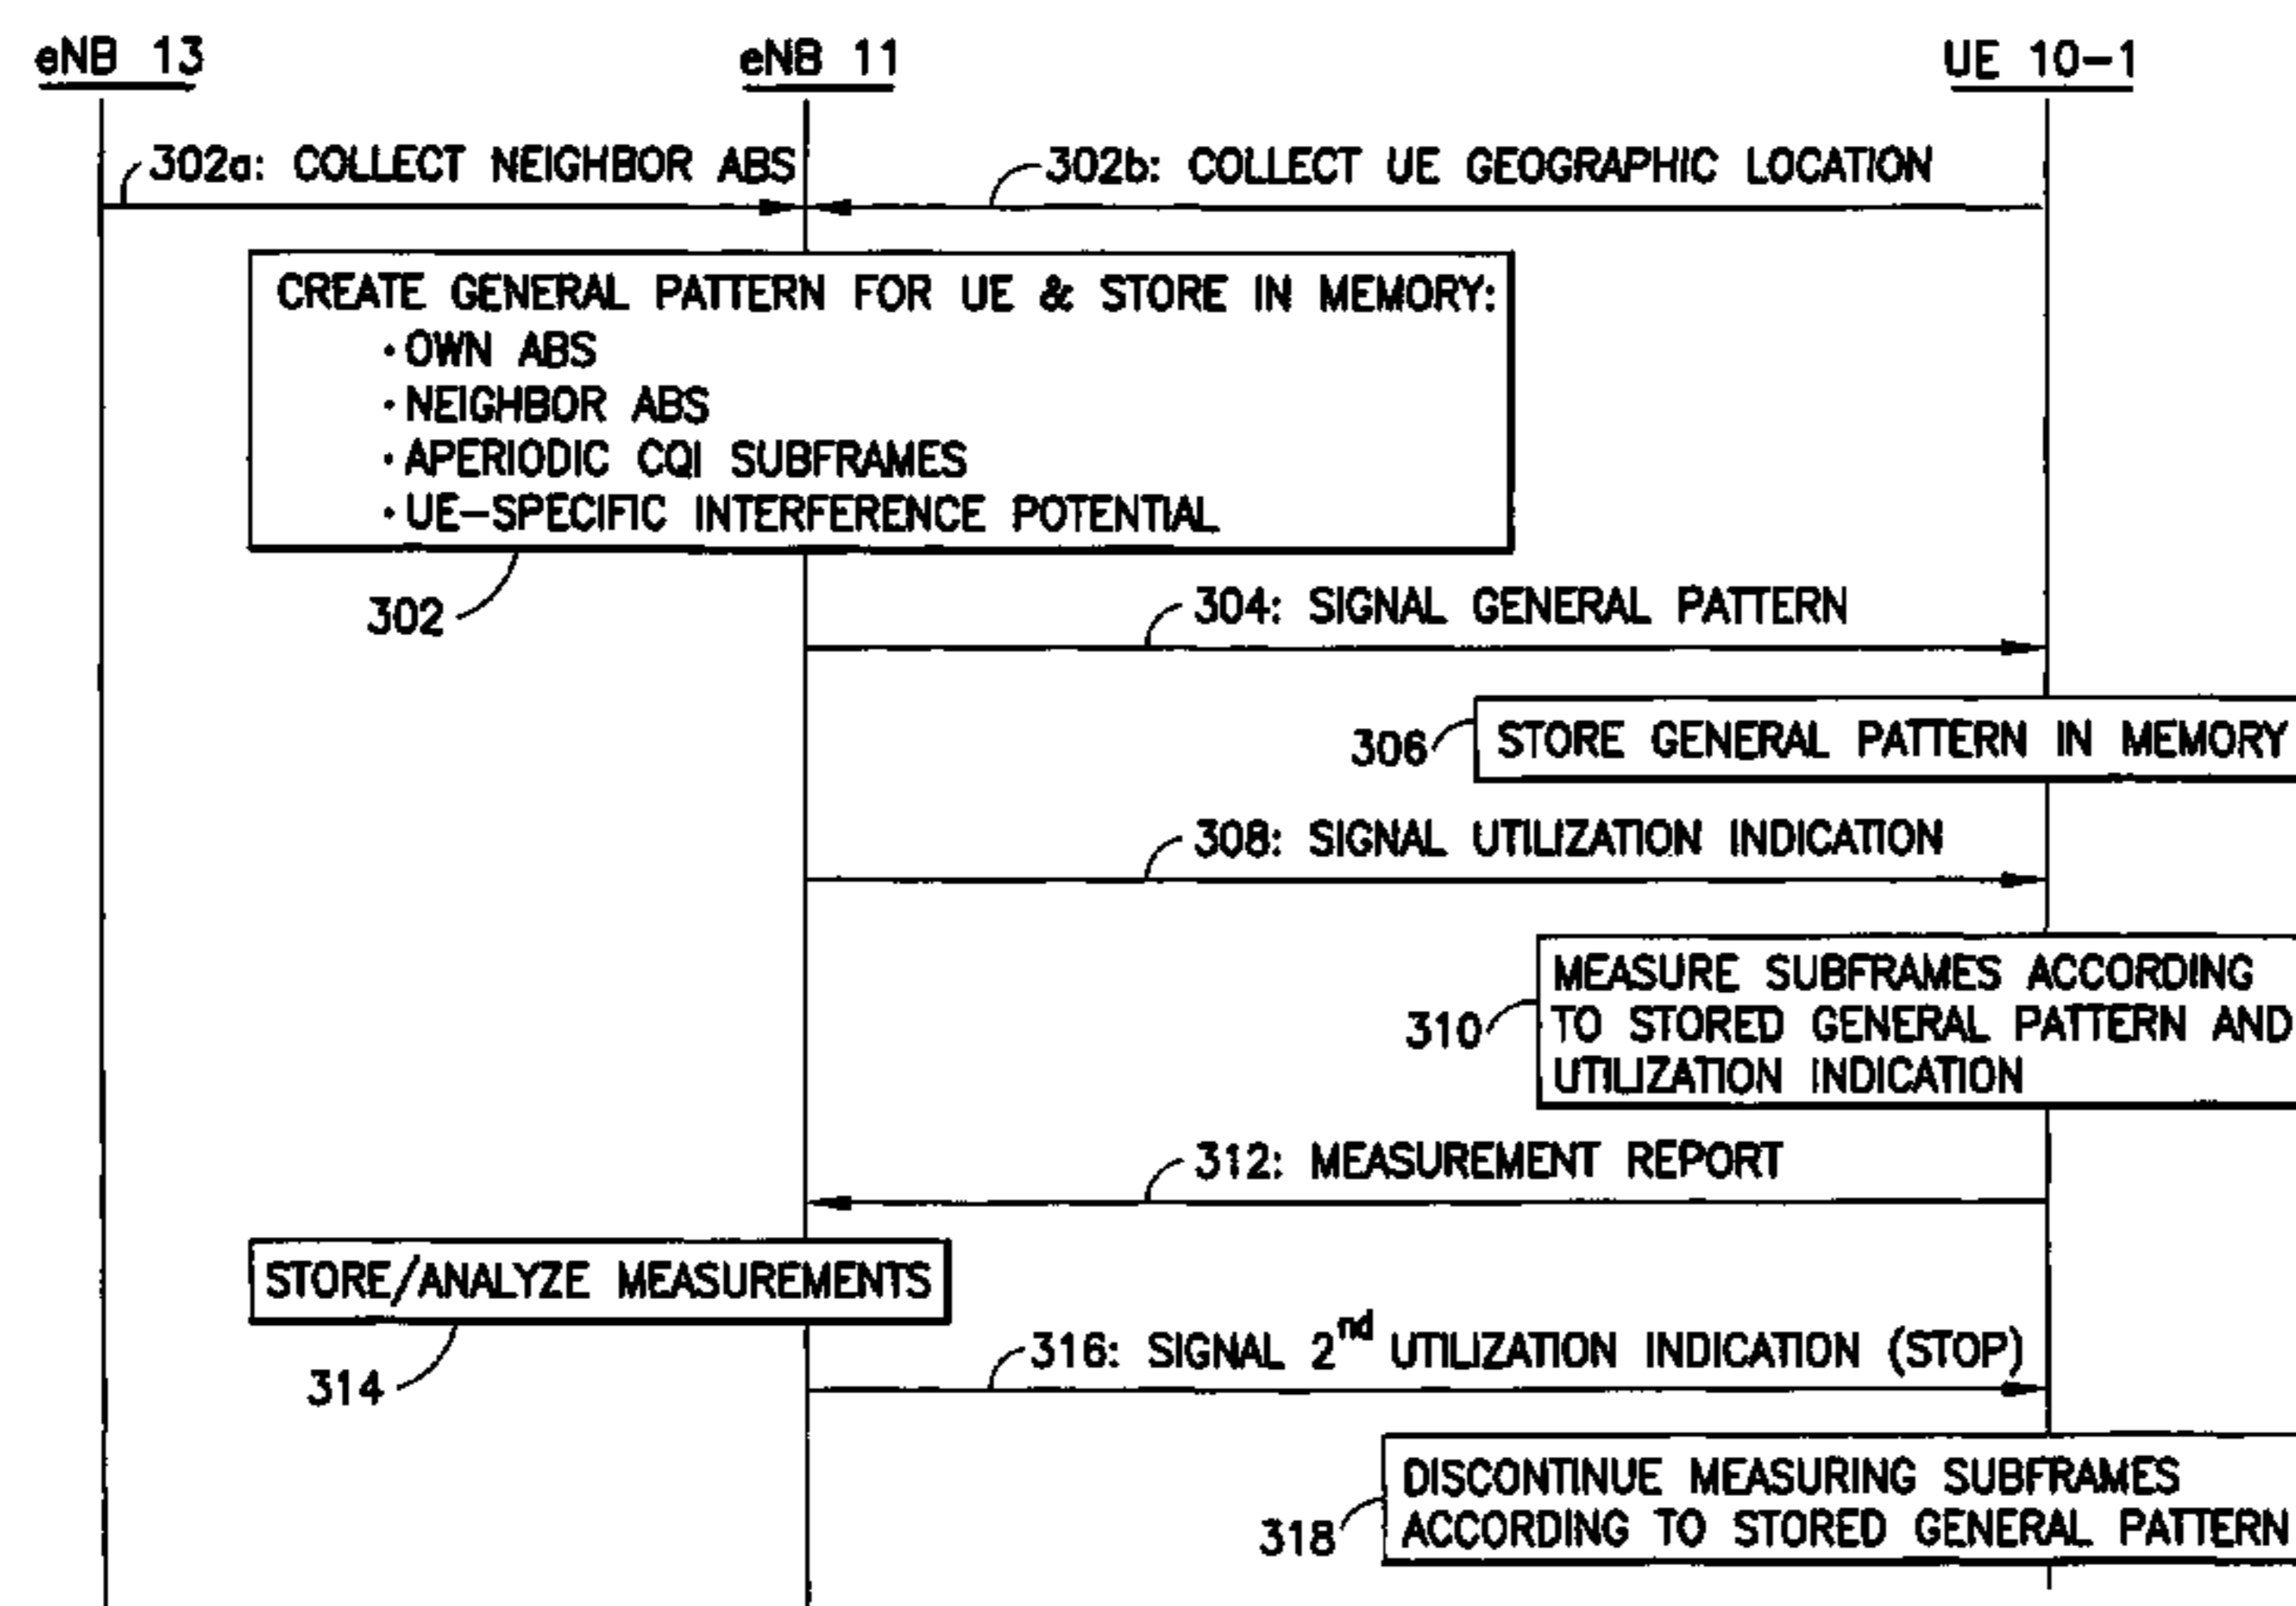 eNB 13
eNB 11
UE 10-1
302a: COLLECT NEIGHBOR ABS
302b: COLLECT UE GEOGRAPHIC LOCATION
CREATE GENERAL PATTERN FOR UE & STORE IN MEMORY:
· OWN ABS
· NEIGHBOR ABS
· APERIODIC CQI SUBFRAMES
· UE-SPECIFIC INTERFERENCE POTENTIAL
302
304: SIGNAL GENERAL PATTERN
306
STORE GENERAL PATTERN IN MEMORY
308: SIGNAL UTILIZATION INDICATION
310
MEASURE SUBFRAMES ACCORDING
TO STORED GENERAL PATTERN AND
UTILIZATION INDICATION
312: MEASUREMENT REPORT
STORE/ANALYZE MEASUREMENTS
314
316: SIGNAL 2nd UTILIZATION INDICATION (STOP)
318
DISCONTINUE MEASURING SUBFRAMES
ACCORDING TO STORED GENERAL PATTERN